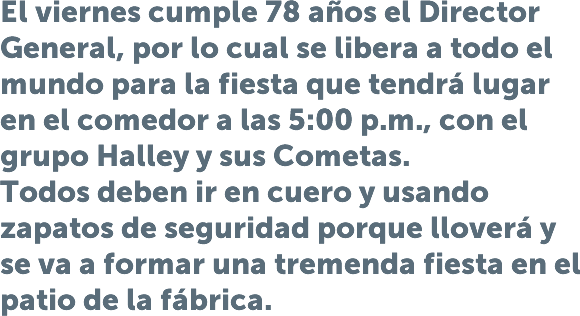 El viernes cumple 78 años el Director
General, por lo cual se libera a todo el
mundo para la fiesta que tendrá lugar
en el comedor a las 5:00 p.m., con el
grupo Halley y sus Cometas.
Todos deben ir en cuero y usando
zapatos de seguridad porque lloverá y
se va a formar una tremenda fiesta en el
patio de la fábrica.